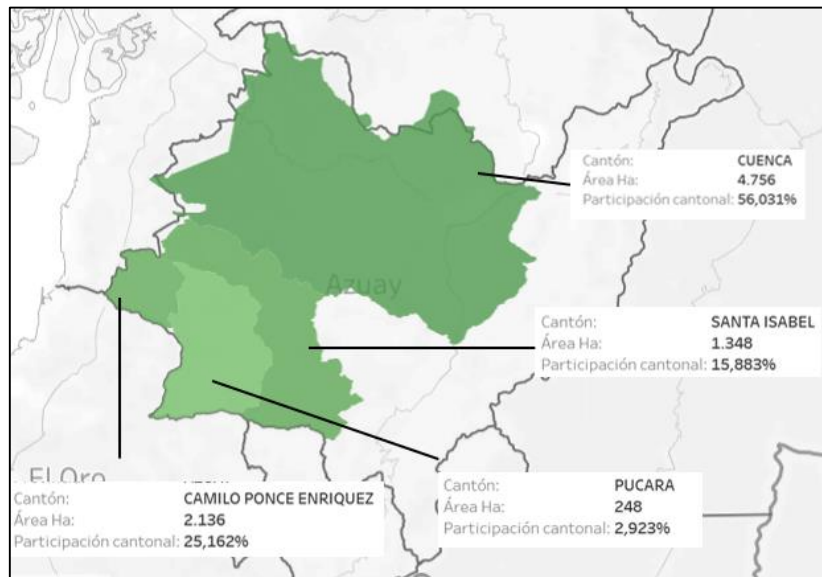 Cantón: CUENCA
Área Ha: 4.756
Participación cantonal: 56,031%
Azuay
Cantón: SANTA ISABEL
Área Ha: 1.348
Participación cantonal: 15,883%
El Oro
Cantón: CAMILO PONCE ENRIQUEZ
Área Ha: 2.136
Participación cantonal: 25,162%
Cantón: PUCARA
Área Ha: 248
Participación cantonal: 2,923%